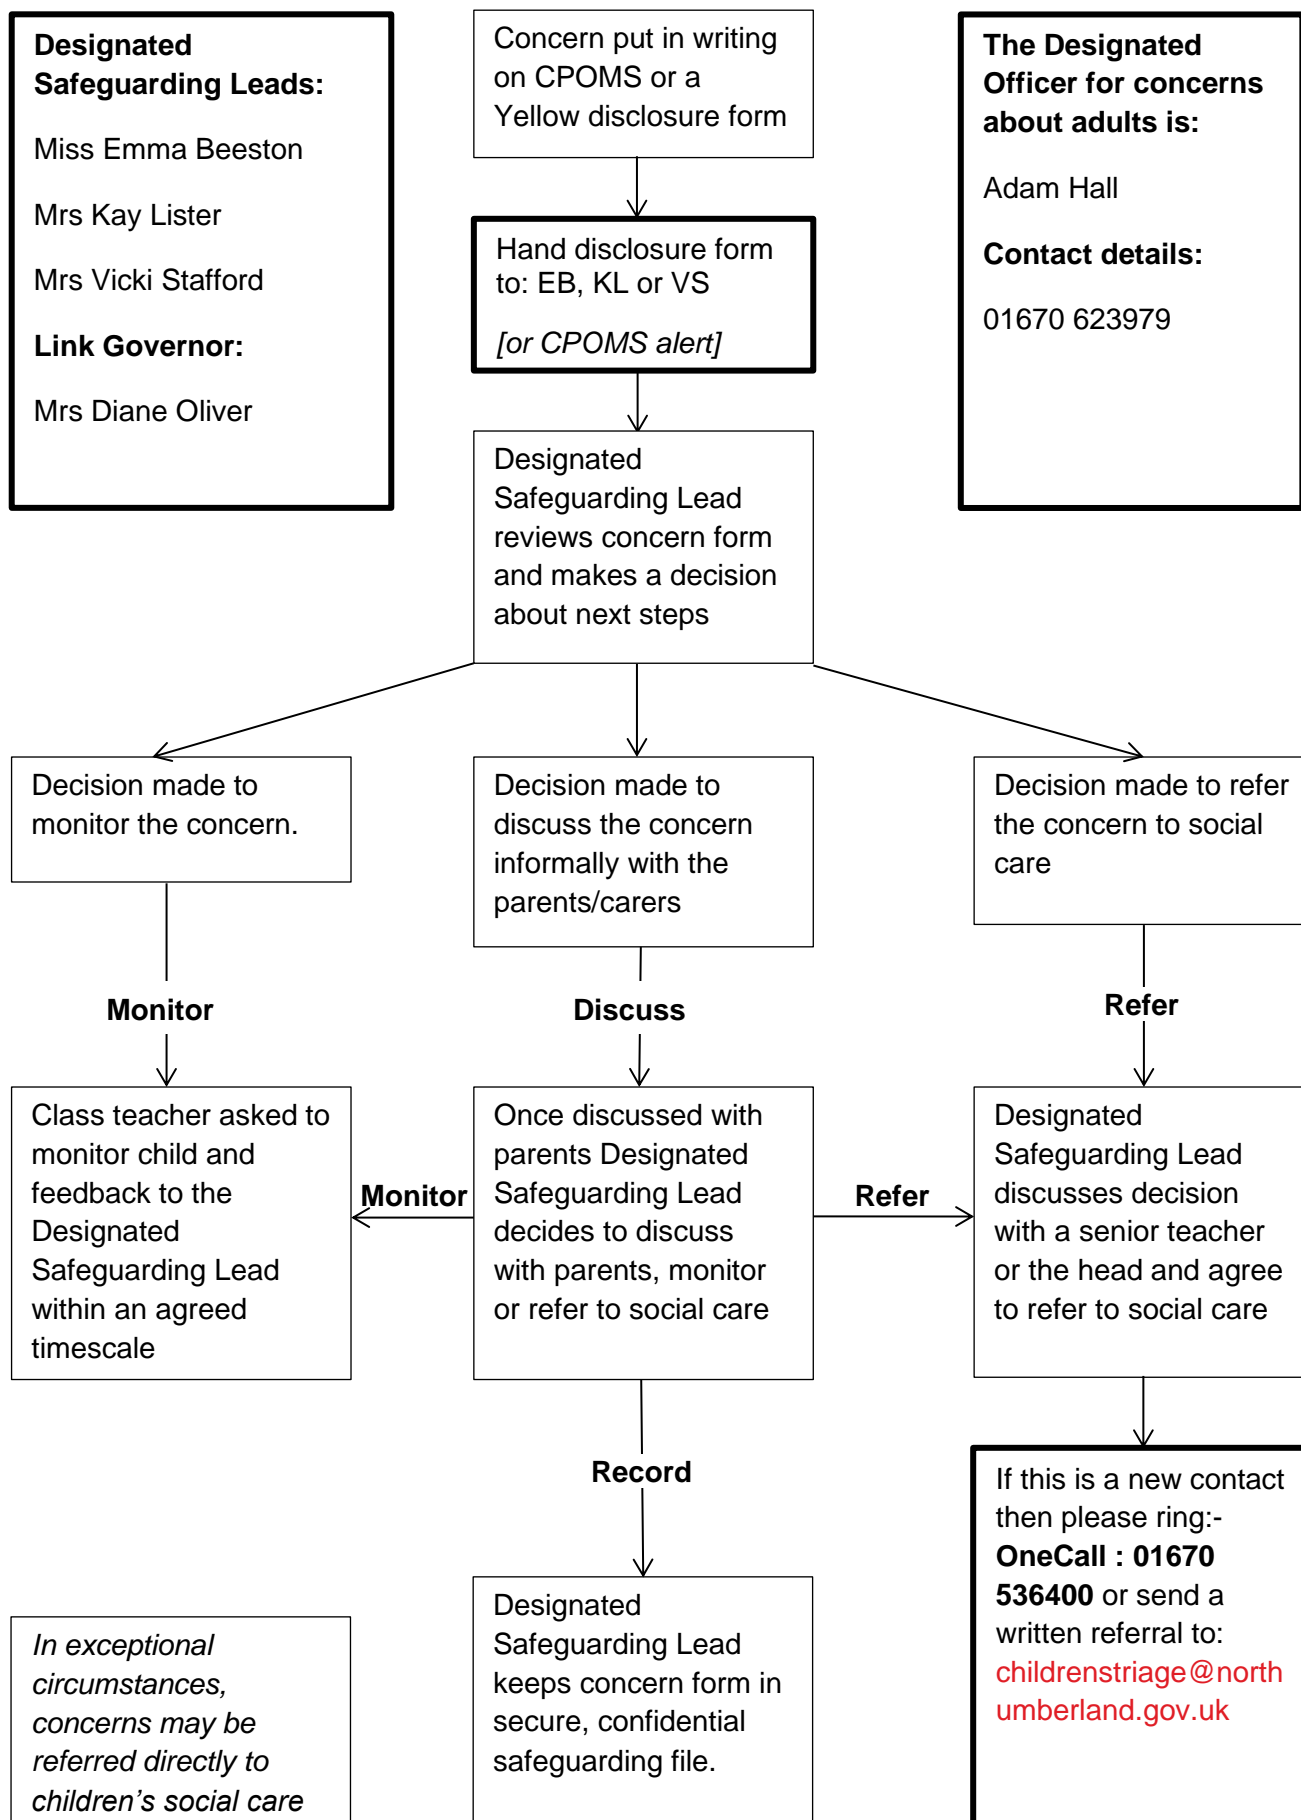 Designated
Safeguarding Leads:
Miss Emma Beeston
Mrs Kay Lister
Mrs Vicki Stafford
Link Governor:
Mrs Diane Oliver
Concern put in writing
on CPOMS or a
Yellow disclosure form
The Designated
Officer for concerns
about adults is:
Adam Hall
Contact details:
01670 623979
Hand disclosure form
to: EB, KL or VS
[or CPOMS alert]
Designated
Safeguarding Lead
reviews concern form
and makes a decision
about next steps
Decision made to
monitor the concern.
Decision made to
discuss the concern
informally with the
parents/carers
Decision made to refer
the concern to social
care
Monitor
Discuss
Refer
Class teacher asked to
monitor child and
feedback to the
Designated
Safeguarding Lead
within an agreed
timescale
Monitor
Once discussed with
parents Designated
Safeguarding Lead
decides to discuss
with parents, monitor
or refer to social care
Refer
Designated
Safeguarding Lead
discusses decision
with a senior teacher
or the head and agree
to refer to social care
Record
If this is a new contact
then please ring:-
OneCall : 01670
536400 or send a
written referral to:
childrenstriage@north
umberland.gov.uk
Designated
Safeguarding Lead
keeps concern form in
secure, confidential
safeguarding file.
In exceptional
circumstances,
concerns may be
referred directly to
children’s social care